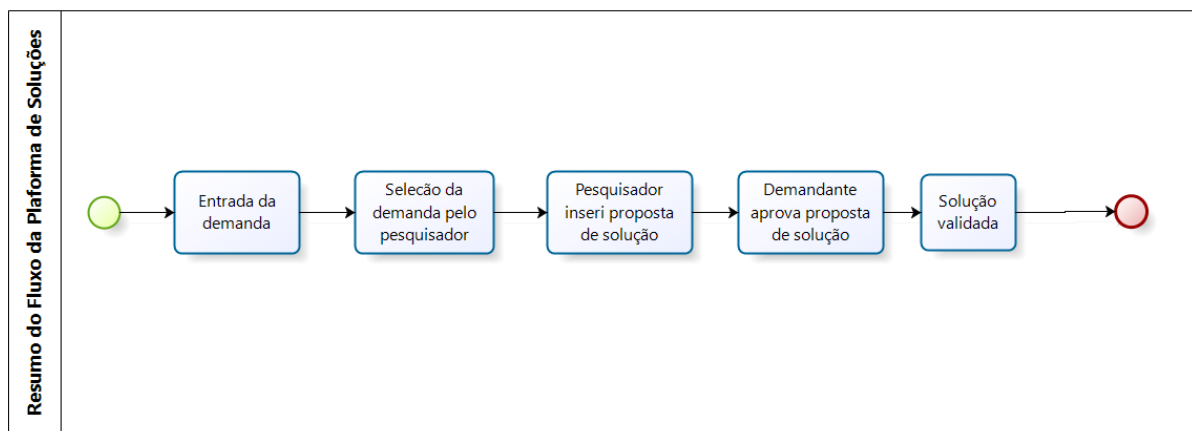 Resumo do Fluxo da Plaforma de Soluções
Entrada da
demanda
Selecão da
demanda pelo
pesquisador
Pesquisador
inseri proposta
de solução
Demandante
aprova proposta
de solução
Solução
validada